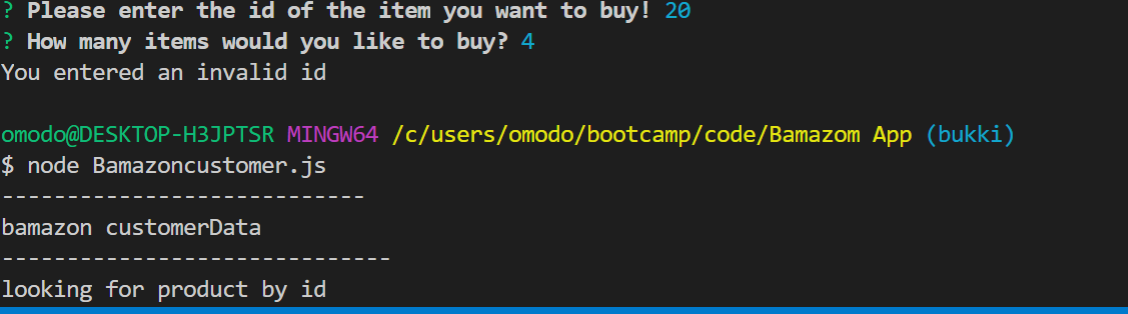 ? Please enter the id of the item you want to buy! 20
? How many items would you like to buy? 4
You entered an invalid id
omodo@DESKTOP-H3JPTSR MINGW64 /c/users/omodo/bootcamp/code/Bamazom App (bukki)
$ node Bamazoncustomer.js
----------------------------
bamazon customerData
------------------------------
looking for product by id